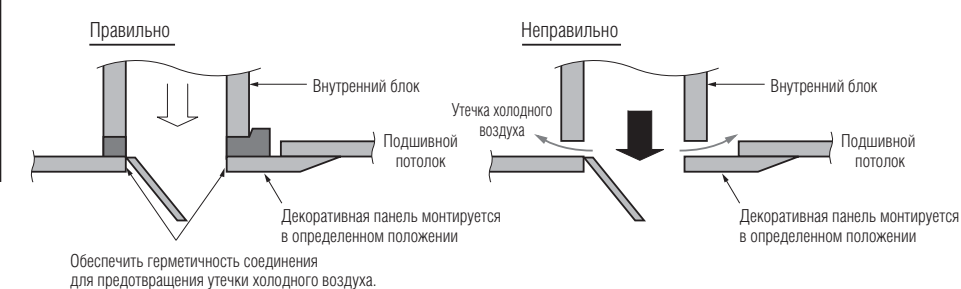 Правильно
Внутренний блок
Подшивной
потолок
Декоративная панель монтируется
в определенном положении
Обеспечить герметичность соединения
для предотвращения утечки холодного воздуха.
Неправильно
Внутренний блок
Утечка холодного
воздуха
Подшивной
потолок
Декоративная панель монтируется
в определенном положении